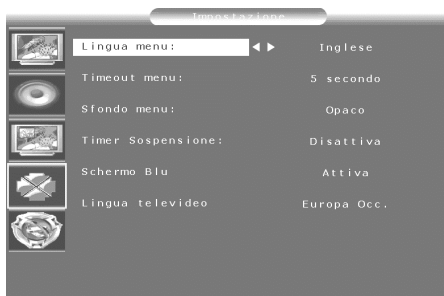 Impostazione
Lingua menu: Inglese
Timeout menu: 5 secondo
Sfondo menu: Opaco
Timer Sospensione: Disattiva
Schermo Blu Attiva
Lingua televideo Europa Occ.